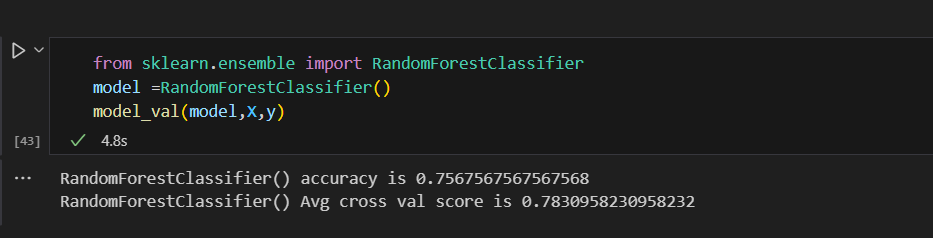 from sklearn.ensemble import RandomForestClassifier
model =RandomForestClassifier()
model_val(model,X,y)
[43]
4.8s
RandomForestClassifier() accuracy is 0.7567567567567568
RandomForestClassifier() Avg cross val score is 0.7830958230958232